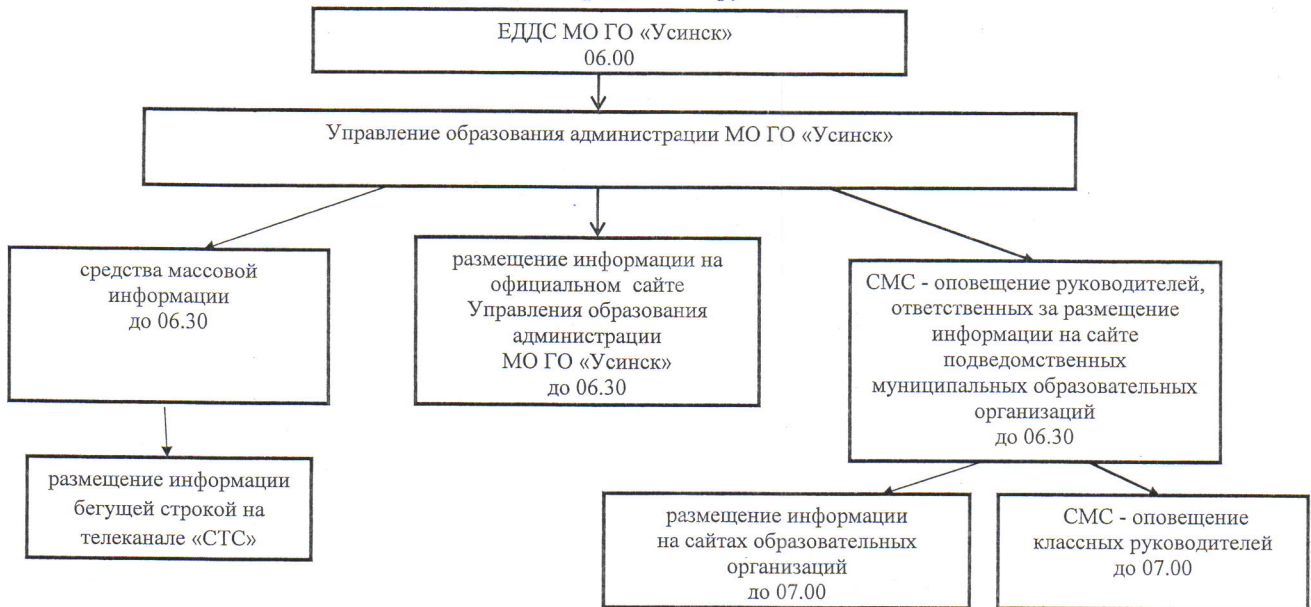 ЕДДС МО ГО «Усинск»
06.00
Управление образования администрации МО ГО «Усинск»
средства массовой
информации
до 06.30
размещение информации на
официальном сайте
Управления образования
администрации
МО ГО «Усинск»
до 06.30
СМС - оповещение руководителей,
ответственных за размещение
информации на сайте
подведомственных
муниципальных образовательных
организаций
до 06.30
размещение информации
бегущей строкой на
телеканале «СТС»
размещение информации
на сайтах образовательных
организаций
до 07.00
СМС - оповещение
классных руководителей
до 07.00